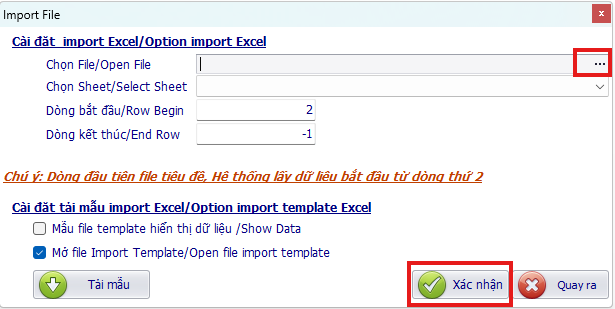 Import File
Cài đặt import Excel/Option import Excel
Chọn File/Open File
...
Chọn Sheet/Select Sheet
Dòng bắt đầu/Row Begin 2
Dòng kết thúc/End Row -1
Chú ý: Dòng đầu tiên file tiêu đề, Hệ thống lấy dữ liệu bắt đầu từ dòng thứ 2
Cài đặt tải mẫu import Excel/Option import template Excel
Mẫu file template hiển thị dữ liệu /Show Data
Mở file Import Template/Open file import template
Tải mẫu Xác nhận Quay ra